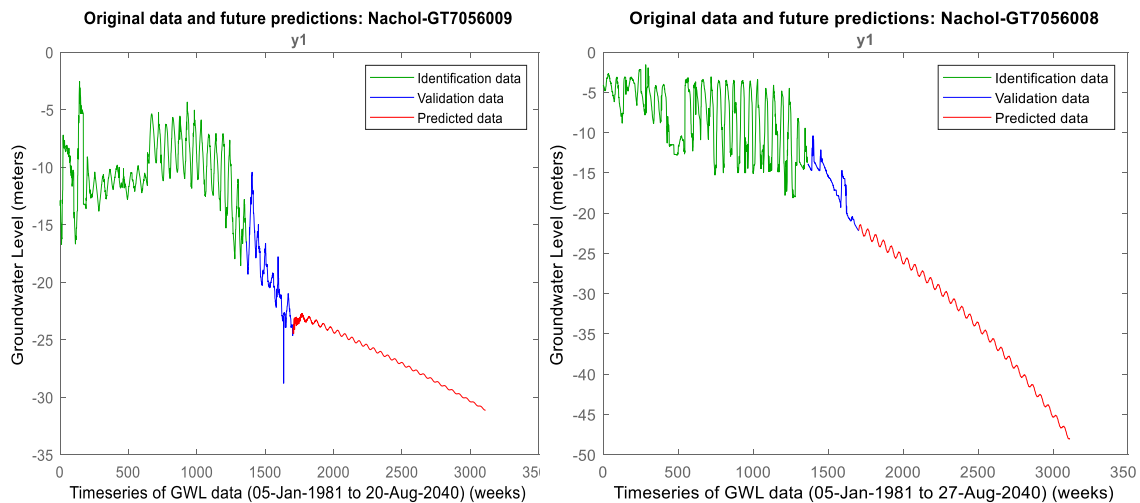 Original data and future predictions: Nachol-GT7056009
y1
0
-5
-10
-15
-20
-25
-30
-35
Groundwater Level (meters)
Identification data
Validation data
Predicted data
0 500 1000 1500 2000 2500 3000 350
Timeseries of GWL data (05-Jan-1981 to 20-Aug-2040) (weeks)
Original data and future predictions: Nachol-GT7056008
y1
0
-5
-10
-15
-20
-25
-30
-35
-40
-45
-50
Groundwater Level (meters)
Identification data
Validation data
Predicted data
0 500 1000 1500 2000 2500 3000 350
Timeseries of GWL data (05-Jan-1981 to 27-Aug-2040) (weeks)